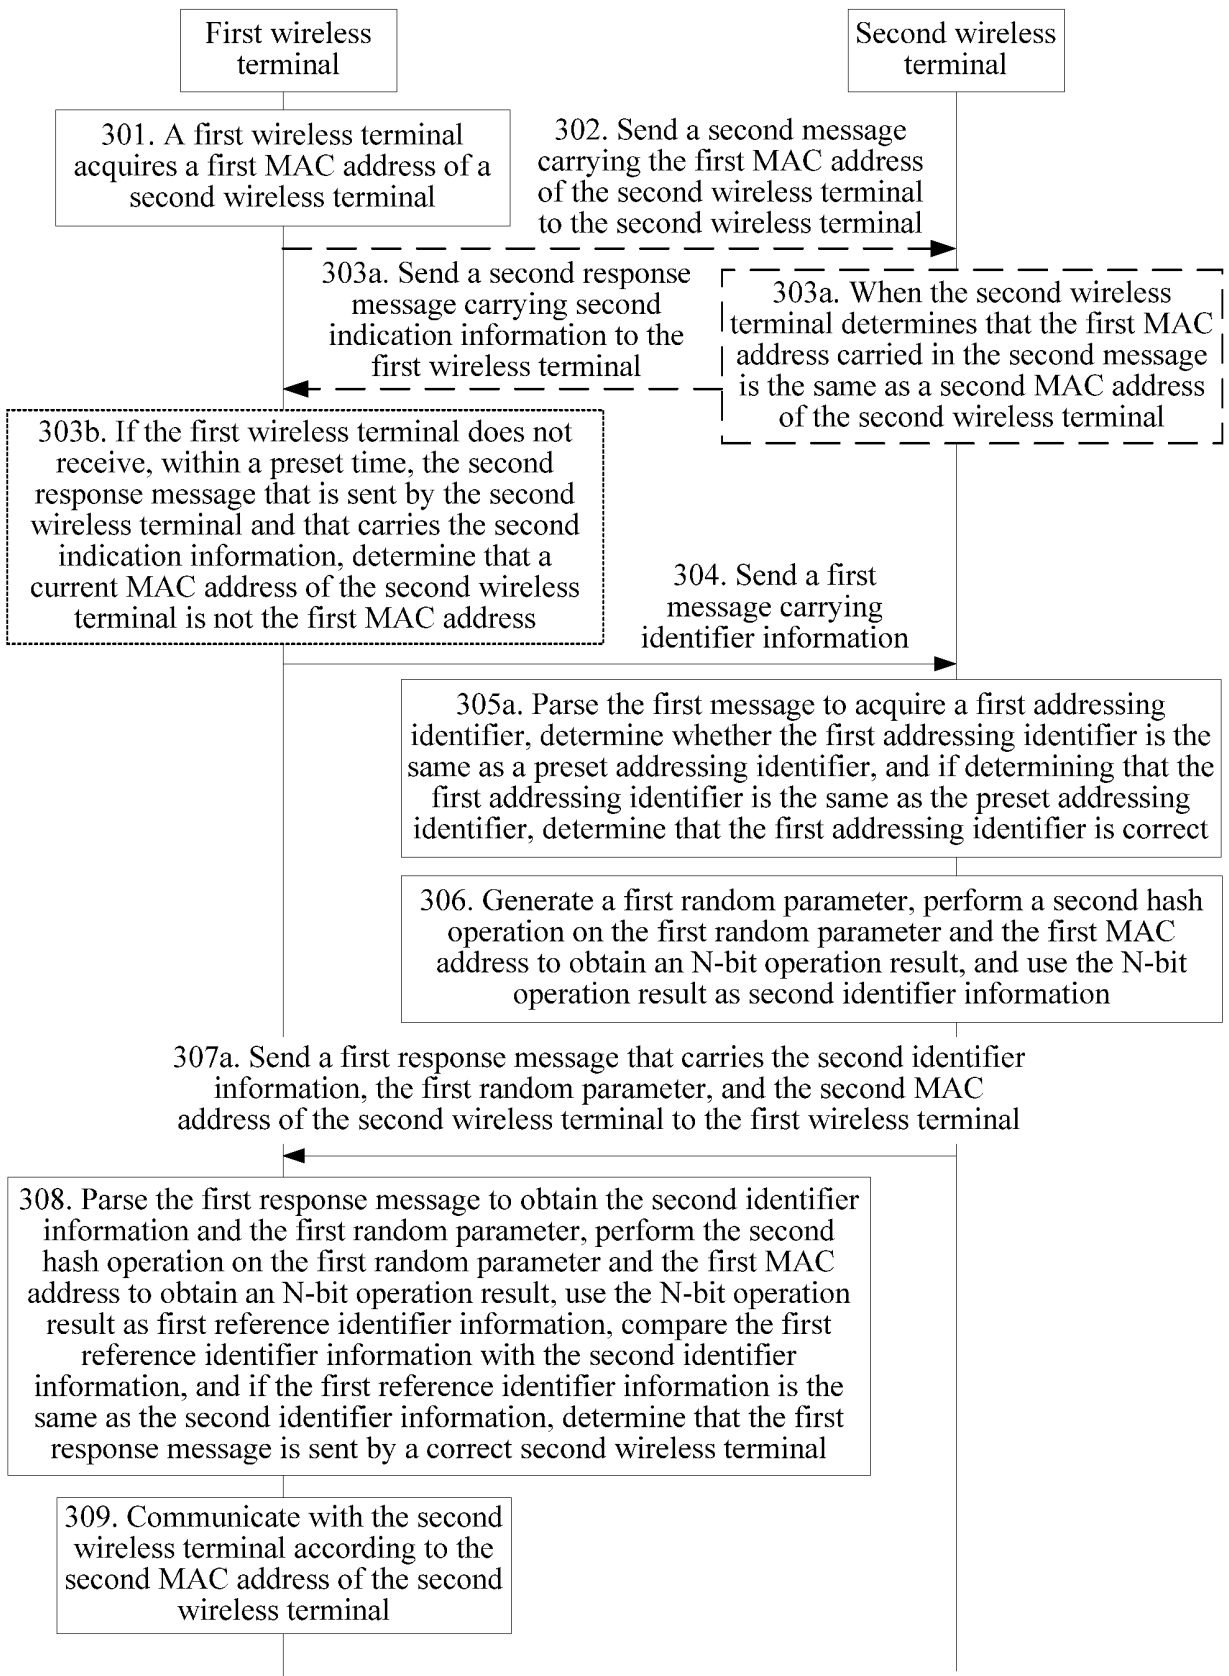 First wireless
terminal
Second wireless
terminal
301. A first wireless terminal
acquires a first MAC address of a
second wireless terminal
302. Send a second message
carrying the first MAC address
of the second wireless terminal
to the second wireless terminal
303a. Send a second response
message carrying second
indication information to the
first wireless terminal
303a. When the second wireless
terminal determines that the first MAC
address carried in the second message
is the same as a second MAC address
of the second wireless terminal
303b. If the first wireless terminal does not
receive, within a preset time, the second
response message that is sent by the second
wireless terminal and that carries the second
indication information, determine that a
current MAC address of the second wireless
terminal is not the first MAC address
304. Send a first
message carrying
identifier information
305a. Parse the first message to acquire a first addressing
identifier, determine whether the first addressing identifier is the
same as a preset addressing identifier, and if determining that the
first addressing identifier is the same as the preset addressing
identifier, determine that the first addressing identifier is correct
306. Generate a first random parameter, perform a second hash
operation on the first random parameter and the first MAC
address to obtain an N-bit operation result, and use the N-bit
operation result as second identifier information
307a. Send a first response message that carries the second identifier
information, the first random parameter, and the second MAC
address of the second wireless terminal to the first wireless terminal
308. Parse the first response message to obtain the second identifier
information and the first random parameter, perform the second
hash operation on the first random parameter and the first MAC
address to obtain an N-bit operation result, use the N-bit operation
result as first reference identifier information, compare the first
reference identifier information with the second identifier
information, and if the first reference identifier information is the
same as the second identifier information, determine that the first
response message is sent by a correct second wireless terminal
309. Communicate with the second
wireless terminal according to the
second MAC address of the second
wireless terminal